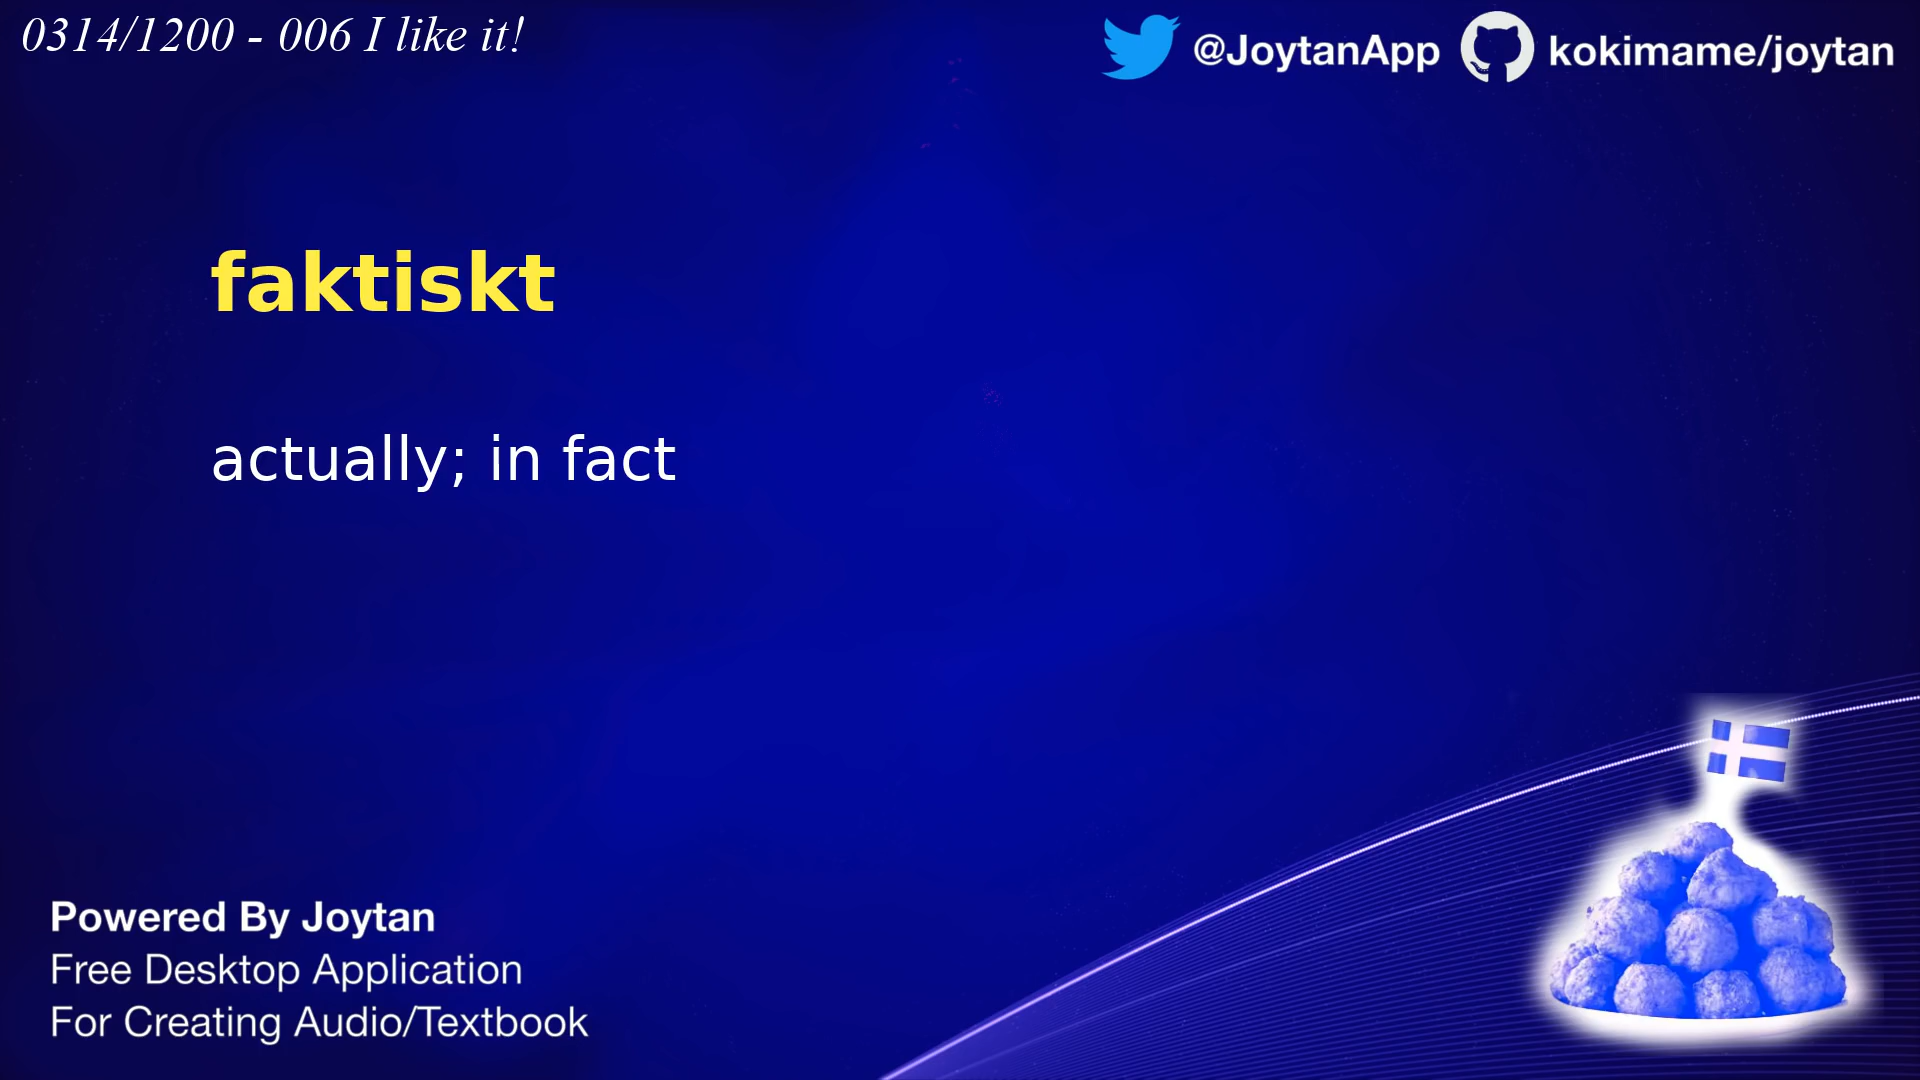 0314/1200 - 006 I like it!
@JoytanApp
kokimame/joytan
faktiskt
actually; in fact
Powered By Joytan
Free Desktop Application
For Creating Audio/Textbook